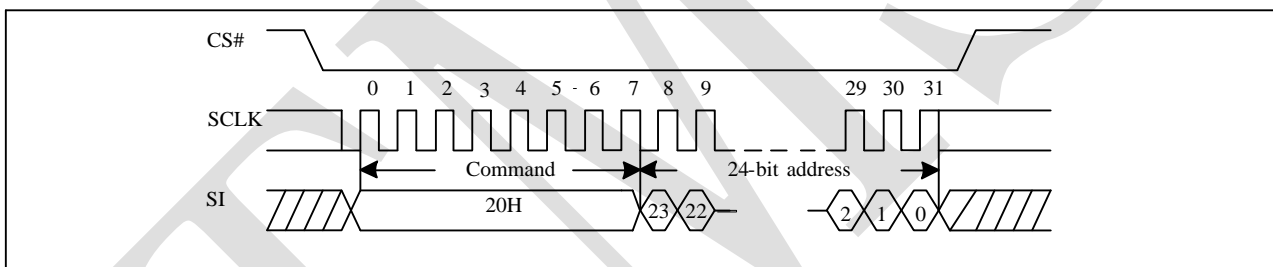 CS#
0 1 2 3 4 5 - 6 7 8 9 29 30 31
SCLK
Command 24-bit address
SI 20H 23 22 2 1 0